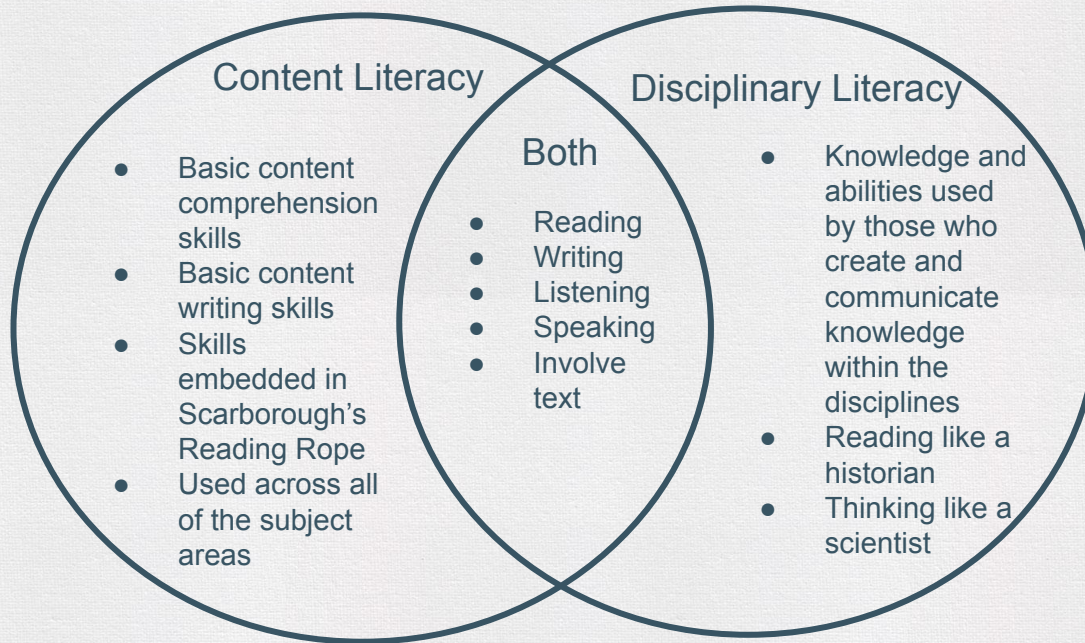 Content Literacy
● Basic content
comprehension
skills
● Basic content
writing skills
● Skills
embedded in
Scarborough’s
Reading Rope
● Used across all
of the subject
areas
Both
● Reading
● Writing
● Listening
● Speaking
● Involve
text
Disciplinary Literacy
● Knowledge and
abilities used
by those who
create and
communicate
knowledge
within the
disciplines
● Reading like a
historian
● Thinking like a
scientist